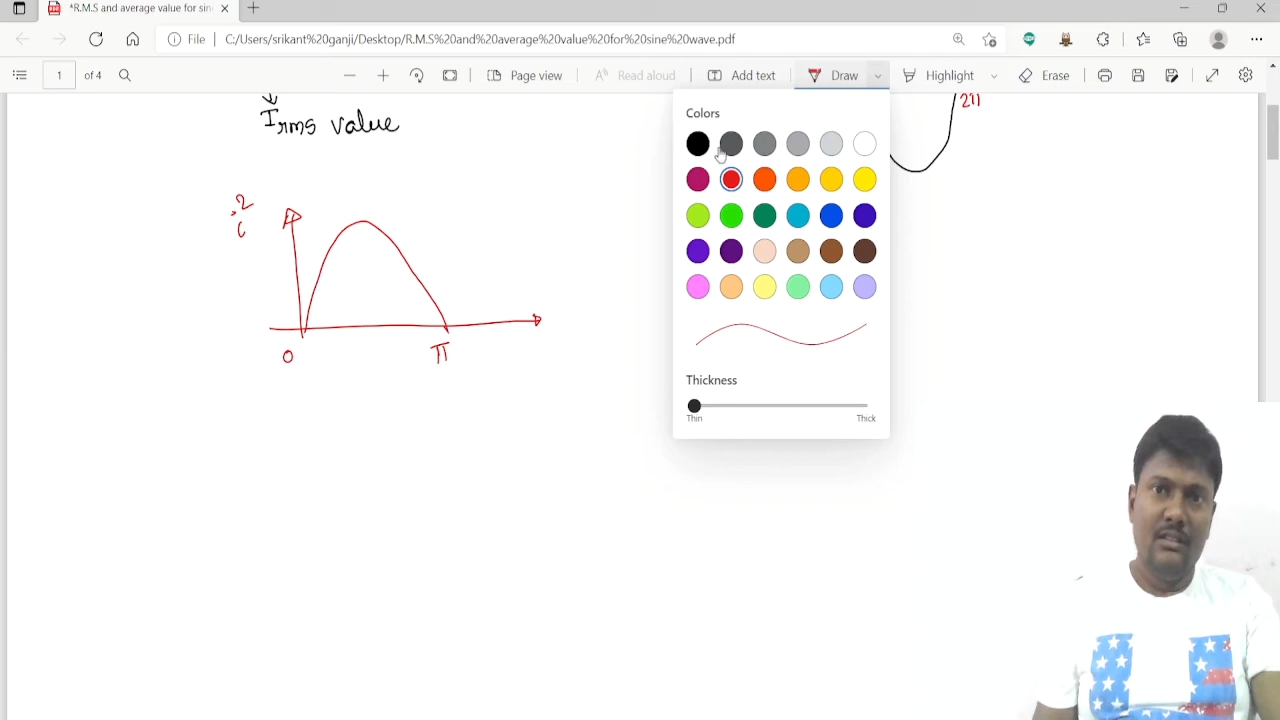 *R.M.S and average value for sin
File C:/Users/srikant%20ganji/Desktop/R.M.S%20and%20average%20value%20for%20sine%20wave.pdf
1 of 4 Page view Read aloud Add text Draw Highlight Erase
Irms value
2π
Colors
i²
0
π
Thickness
Thin Thick